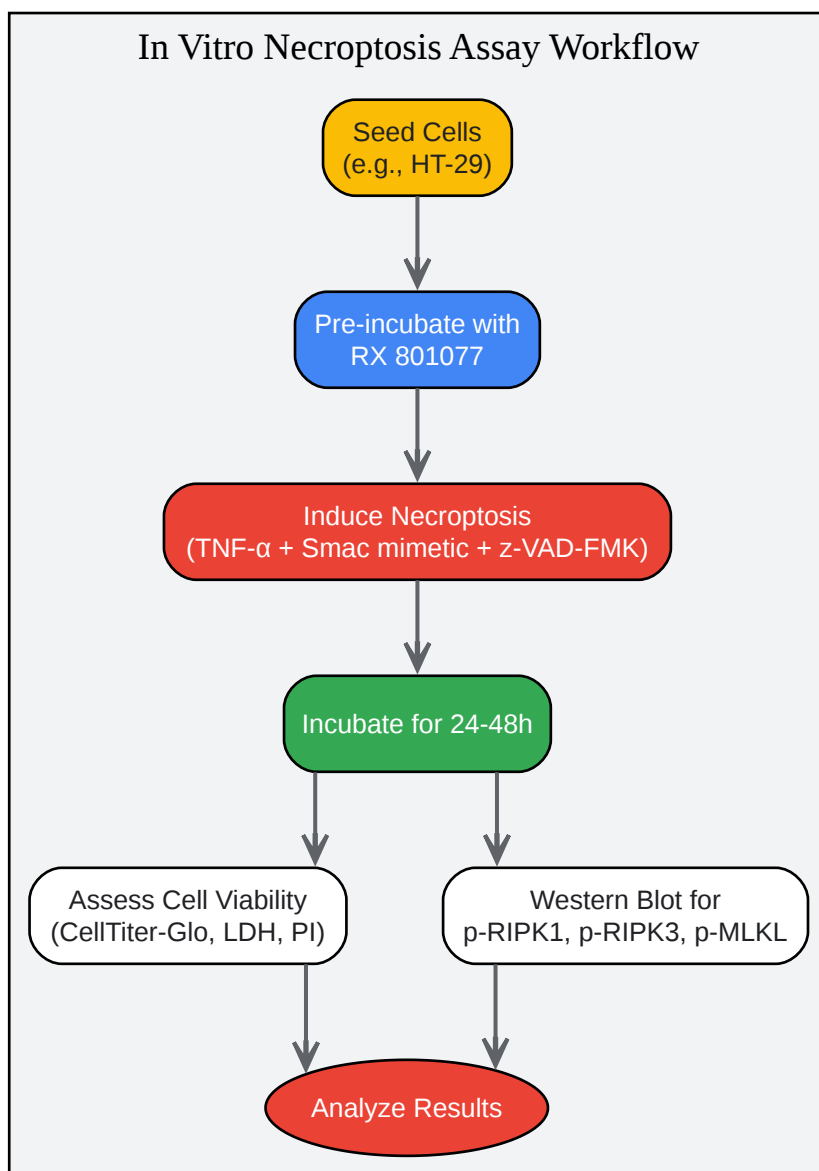 In Vitro Necroptosis Assay Workflow
Seed Cells
(e.g., HT-29)
Pre-incubate with
RX 801077
Induce Necroptosis
(TNF-α + Smac mimetic + z-VAD-FMK)
Incubate for 24-48h
Assess Cell Viability
(CellTiter-Glo, LDH, PI)
Western Blot for
p-RIPK1, p-RIPK3, p-MLKL
Analyze Results